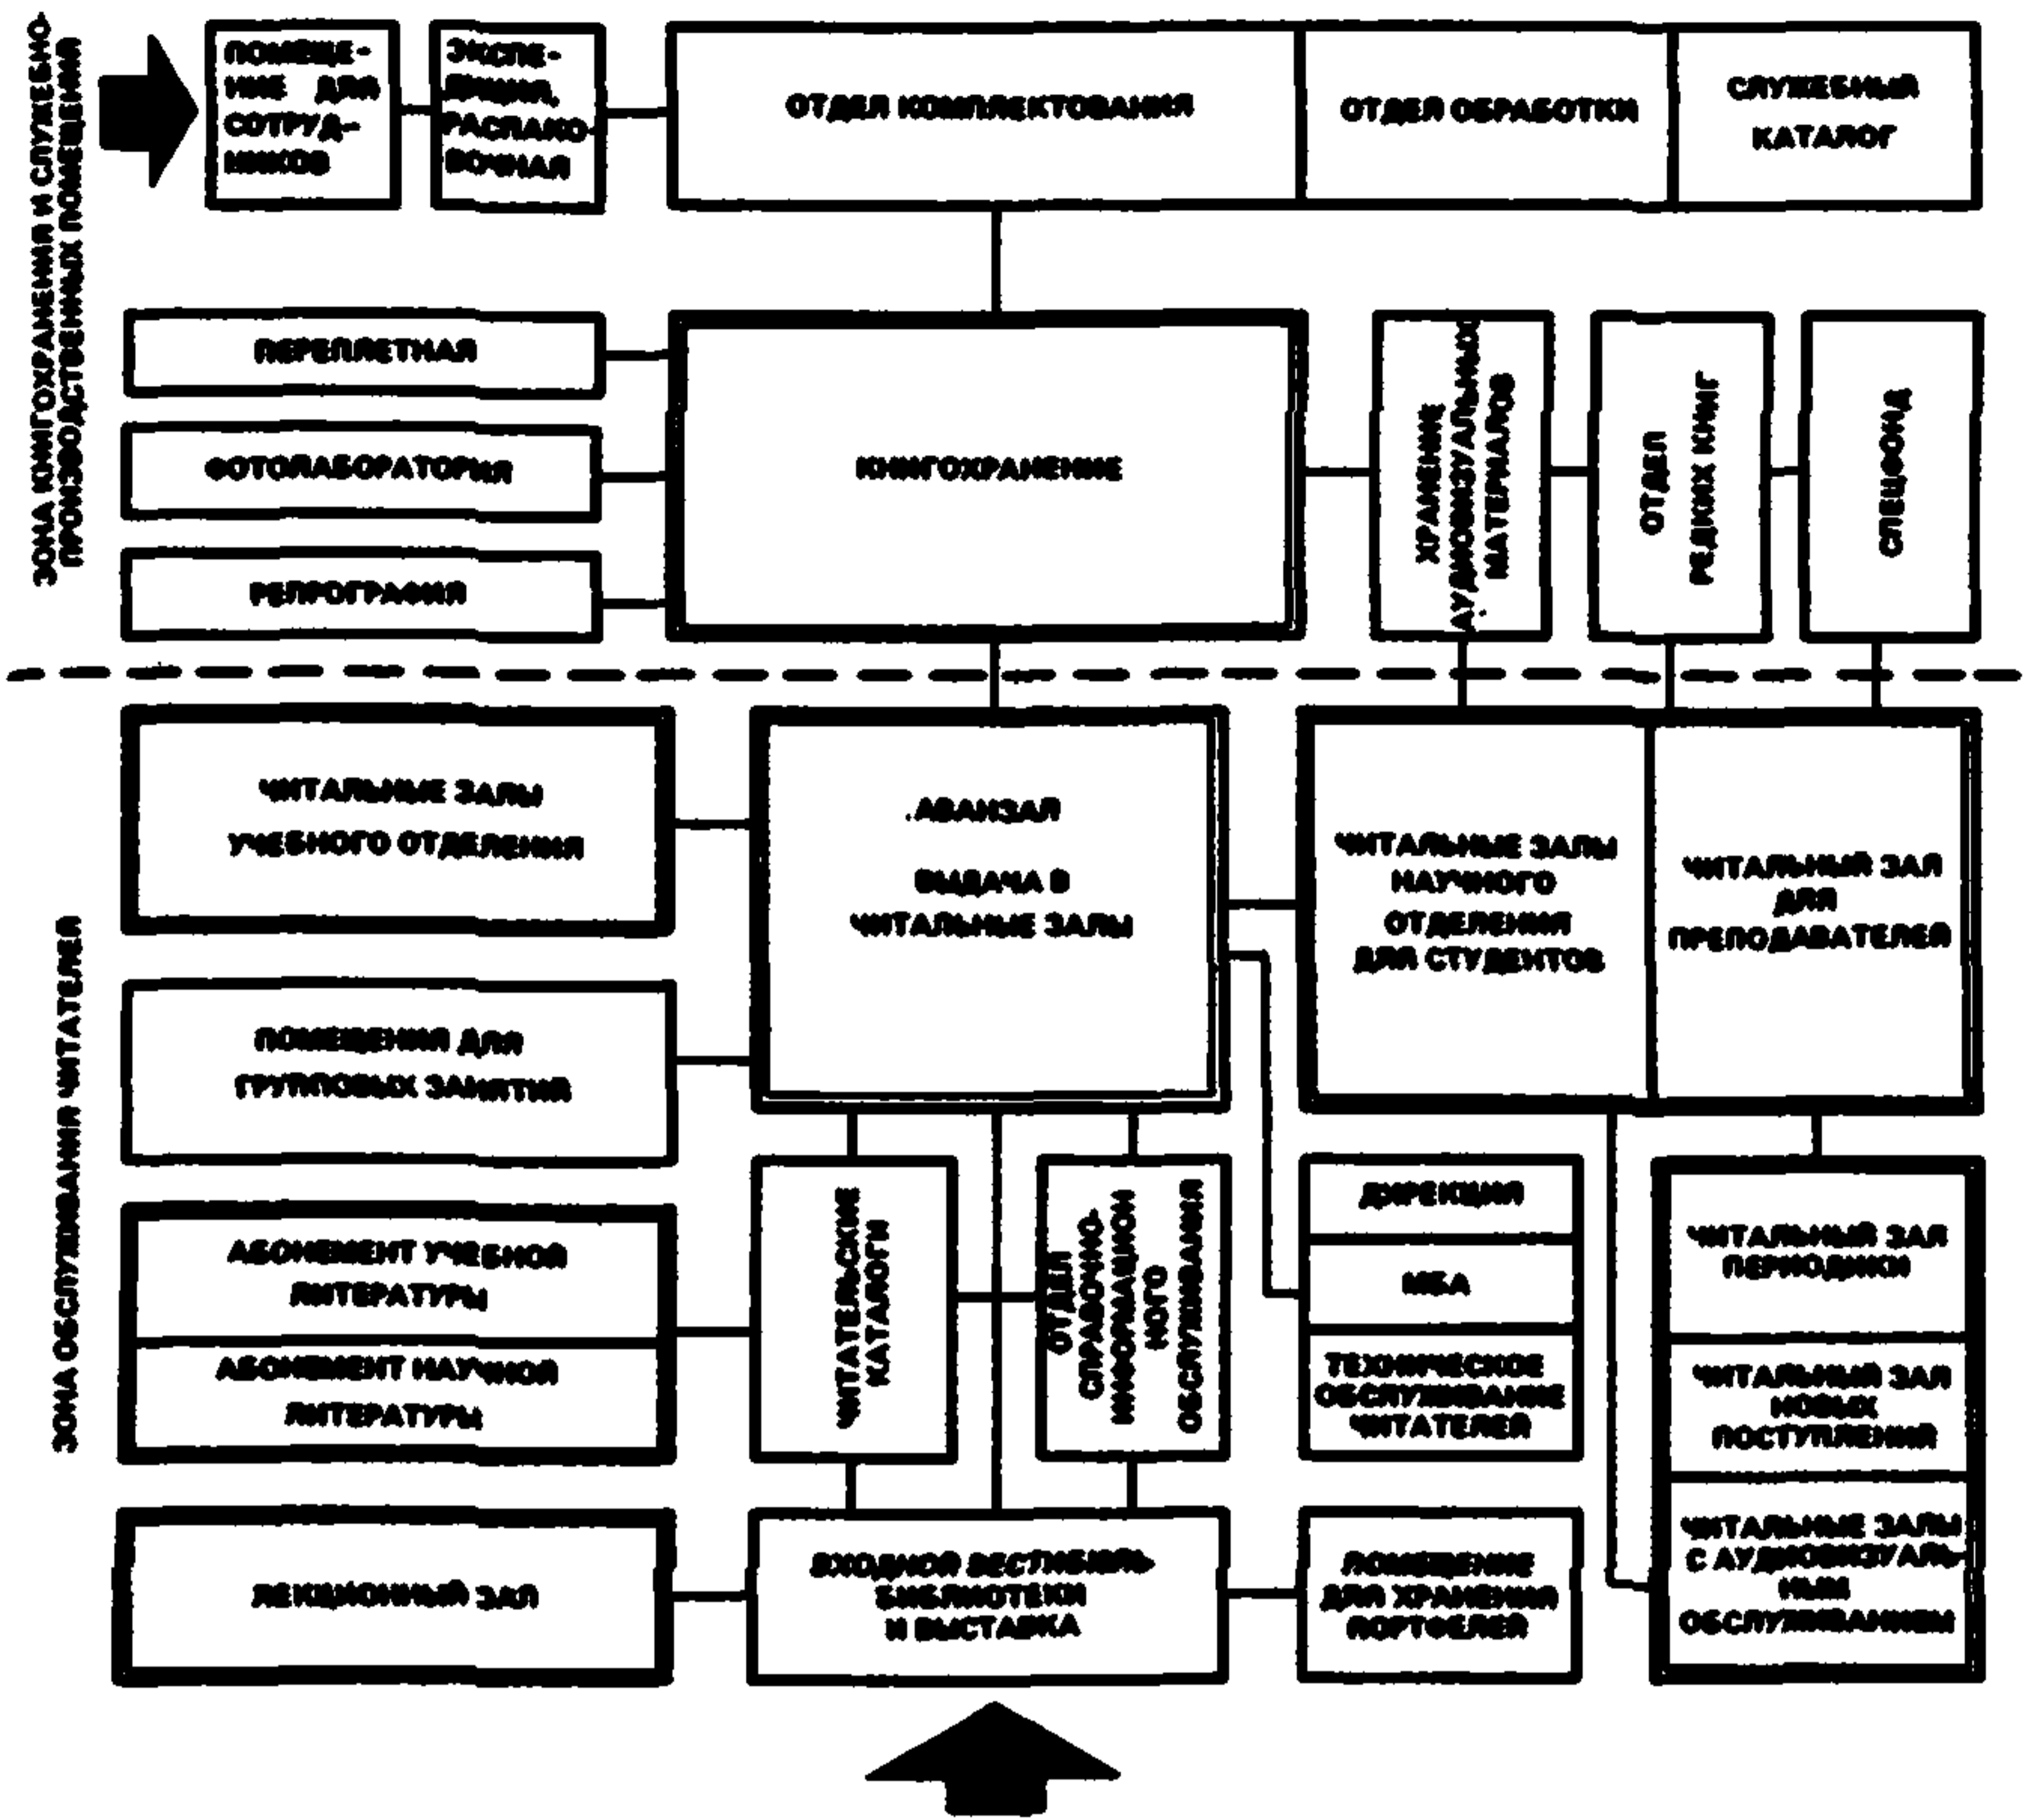 ЗОНА КНИГОХРАНЕНИЯ И СЛУЖЕБНО-
ПРОИЗВОДСТВЕННЫХ ПОМЕЩЕНИЯ
ПОМЕЩЕ-
НИЕ ДЛЯ
СОТРУД-
НИКОВ
ЭКСПЕ-
ДИЦИЯ,
РАСПАКО-
ВОЧНАЯ
ОТДЕЛ КОМПЛЕКТОВАНИЯ
ОТДЕЛ ОБРАБОТКИ
СЛУЖЕБНЫЙ
КАТАЛОГ
ПЕРЕПЛЕТНАЯ
ФОТОЛАБОРАТОРИЯ
РЕПРОГРАФИЯ
КНИГОХРАНЕНИЕ
ХРАНЕНИЕ
АУДИОВИЗУАЛЬНЫХ
МАТЕРИАЛОВ
ОТДЕЛ
РЕДКИХ КНИГ
СПЕЦФОНД
ЗОНА ОБСЛУЖИВАНИЯ ЧИТАТЕЛЕЙ
ЧИТАЛЬНЫЕ ЗАЛЫ
УЧЕБНОГО ОТДЕЛЕНИЯ
АВАНЗАЛ
ВЫДАЧА В
ЧИТАЛЬНЫЕ ЗАЛЫ
ЧИТАЛЬНЫЕ ЗАЛЫ
НАУЧНОГО
ОТДЕЛЕНИЯ
ДЛЯ СТУДЕНТОВ
ЧИТАЛЬНЫЙ ЗАЛ
ДЛЯ
ПРЕПОДАВАТЕЛЕЙ
ПОМЕЩЕНИЯ ДЛЯ
ГРУППОВЫХ ЗАНЯТИЙ
АБОНЕМЕНТ УЧЕБНОЙ
ЛИТЕРАТУРЫ
АБОНЕМЕНТ НАУЧНОЙ
ЛИТЕРАТУРЫ
ЧИТАТЕЛЬСКИЕ
КАТАЛОГИ
ОТДЕЛ
СПРАВОЧНО-
ИНФОРМАЦИОН
НОГО
ОБСЛУЖИВАНИЯ
ДИРЕКЦИЯ
МБА
ТЕХНИЧЕСКОЕ
ОБСЛУЖИВАНИЕ
ЧИТАТЕЛЕЙ
ЧИТАЛЬНЫЙ ЗАЛ
ПЕРИОДИКИ
ЧИТАЛЬНЫЙ ЗАЛ
НОВЫХ
ПОСТУПЛЕНИЙ
ЧИТАЛЬНЫЕ ЗАЛЫ
С АУДИОВИЗУАЛЬ-
НЫМ
ОБСЛУЖИВАНИЕМ
ЛЕКЦИОННЫЙ ЗАЛ
ВХОДНОЙ ВЕСТИБЮЛЬ
БИБЛИОТЕКИ
И ВЫСТАВКА
ПОМЕЩЕНИЕ
ДЛЯ ХРАНЕНИЯ
ПОРТФЕЛЕЙ